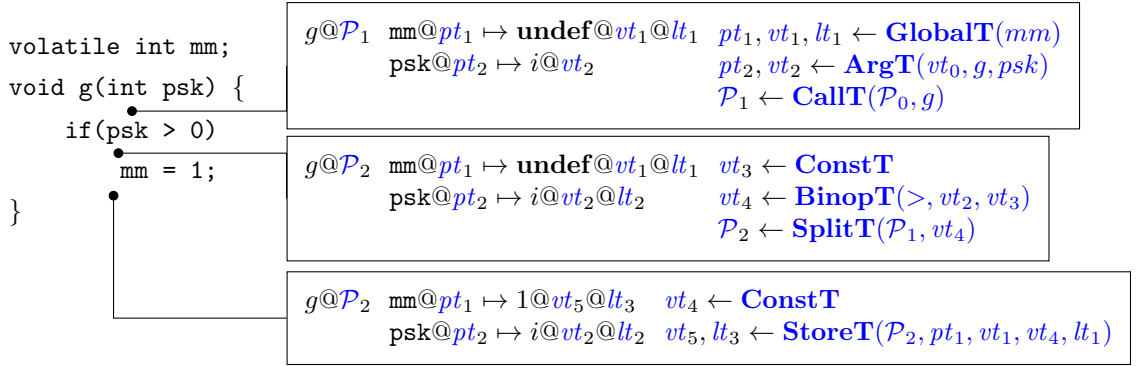 volatile int mm;
void g(int psk) {
if(psk > 0)
mm = 1;
}
g@𝒫₁ mm@pt₁ ↦ undef@vt₁@lt₁ pt₁, vt₁, lt₁ ← GlobalT(mm)
psk@pt₂ ↦ i@vt₂ pt₂, vt₂ ← ArgT(vt₀, g, psk)
𝒫₁ ← CallT(𝒫₀, g)
g@𝒫₂ mm@pt₁ ↦ undef@vt₁@lt₁ vt₃ ← ConstT
psk@pt₂ ↦ i@vt₂@lt₂ vt₄ ← BinopT(>, vt₂, vt₃)
𝒫₂ ← SplitT(𝒫₁, vt₄)
g@𝒫₂ mm@pt₁ ↦ 1@vt₅@lt₃ vt₄ ← ConstT
psk@pt₂ ↦ i@vt₂@lt₂ vt₅, lt₃ ← StoreT(𝒫₂, pt₁, vt₁, vt₄, lt₁)